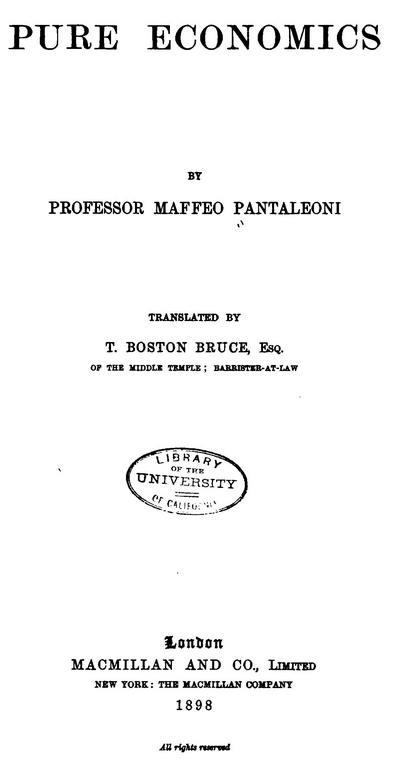 PURE ECONOMICS
BY
PROFESSOR MAFFEO PANTALEONI
TRANSLATED BY
T. BOSTON BRUCE, Esq.
OF THE MIDDLE TEMPLE; BARRISTER-AT-LAW
LIBRARY
OF THE
UNIVERSITY
OF CALIFORNIA
London
MACMILLAN AND CO., Limited
NEW YORK: THE MACMILLAN COMPANY
1898
All rights reserved